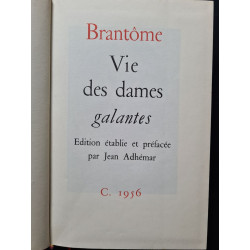 Brantôme
Vie
des dames
galantes
Edition établie et préfacée
par Jean Adhémar
C. 1956